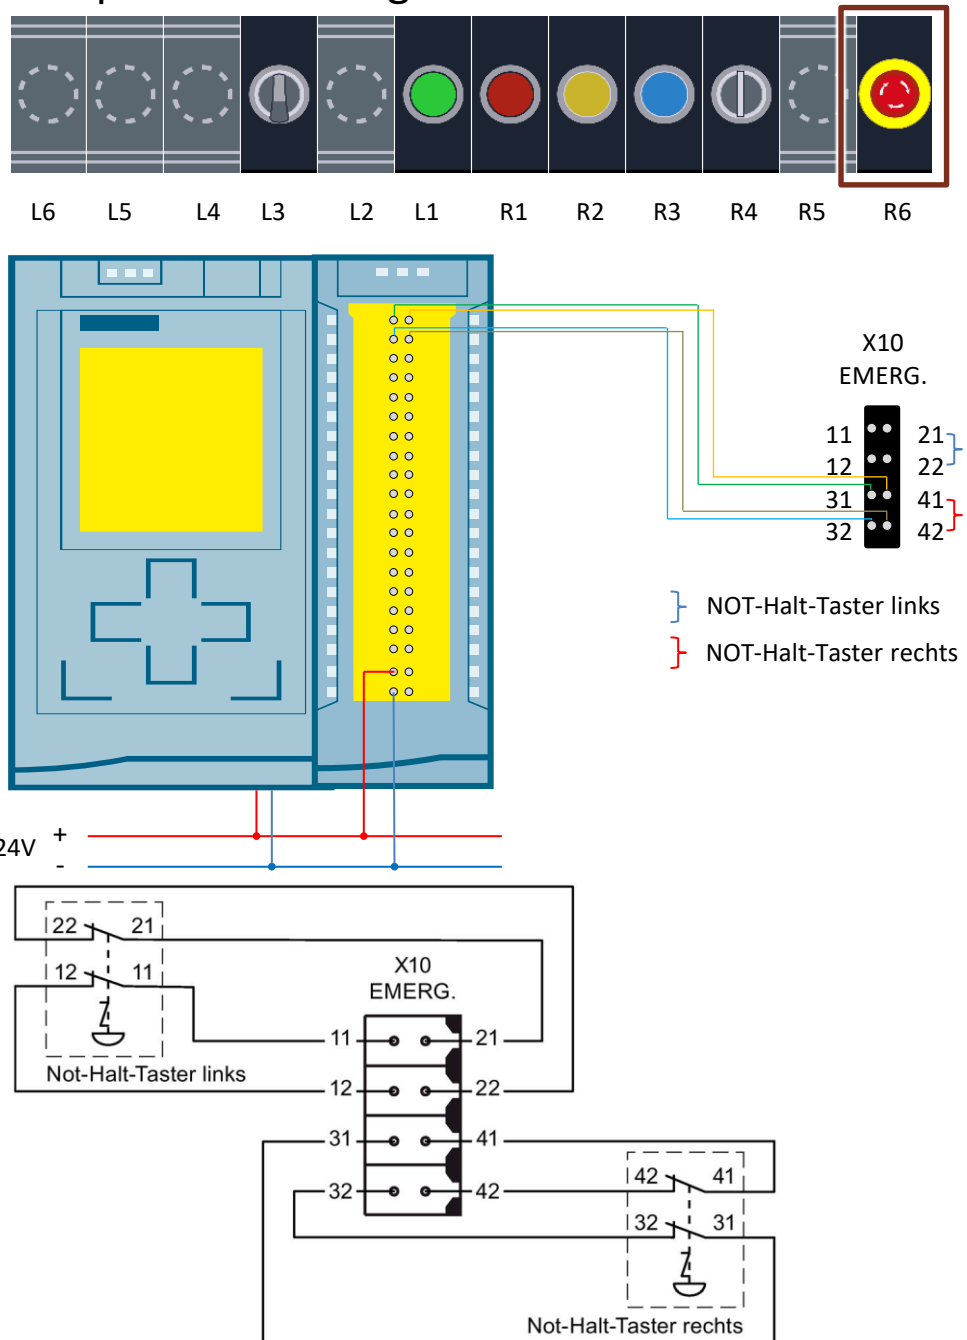 L6 L5 L4 L3 L2 L1 R1 R2 R3 R4 R5 R6
X10
EMERG.
11 21
12 22
31 41
32 42
NOT-Halt-Taster links
NOT-Halt-Taster rechts
24V +
-
22 21
12 11
Not-Halt-Taster links
X10
EMERG.
11 21
12 22
31 41
32 42
42 41
32 31
Not-Halt-Taster rechts